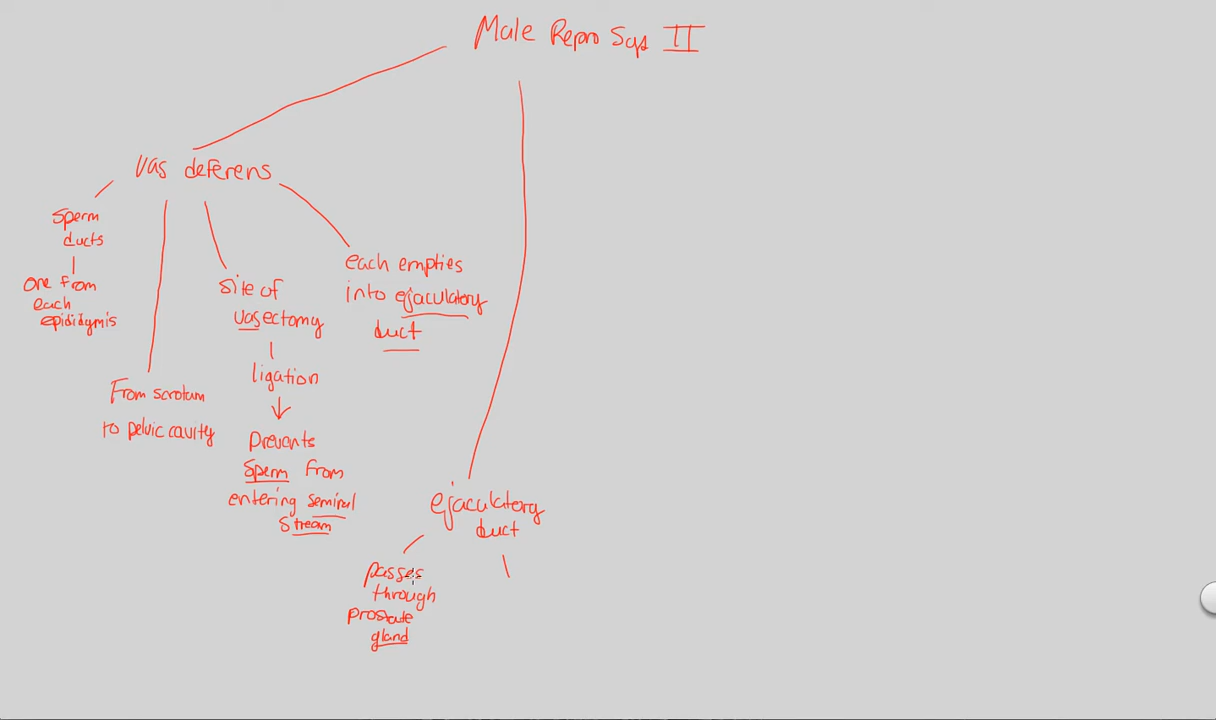 Male Repro Sys II
Vas deferens
Sperm
ducts
One from
each
epididymis
From scrotum
to pelvic cavity
site of
vasectomy
ligation
Prevents
sperm from
entering seminal
stream
each empties
into ejaculatory
duct
ejaculatory
duct
passes
through
prostate
gland